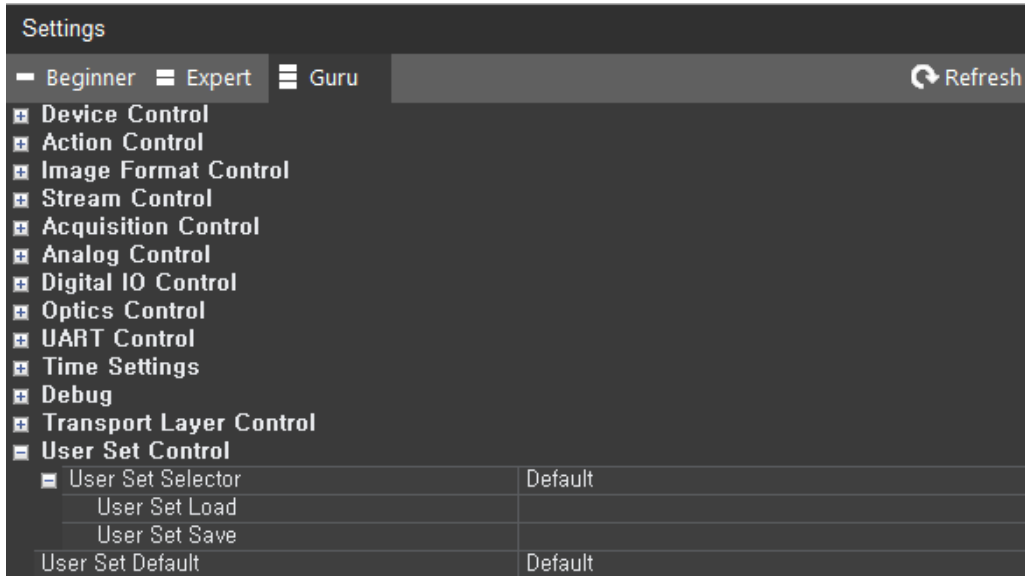 Settings
Beginner Expert Guru Refresh
Device Control
Action Control
Image Format Control
Stream Control
Acquisition Control
Analog Control
Digital IO Control
Optics Control
UART Control
Time Settings
Debug
Transport Layer Control
User Set Control
User Set Selector Default
User Set Load
User Set Save
User Set Default Default